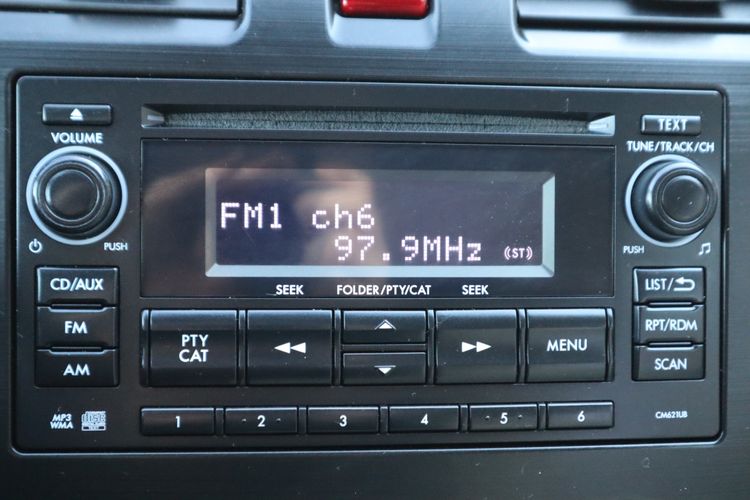 TEXT
VOLUME
TUNE/TRACK/CH
FM1 ch6
97.9MHz (ST)
PUSH
PUSH
SEEK FOLDER/PTY/CAT SEEK
CD/AUX
LIST/
FM
PTY
CAT
MENU
RPT/RDM
AM
SCAN
MP3
WMA
1 2 3 4 5 6
CM621UB